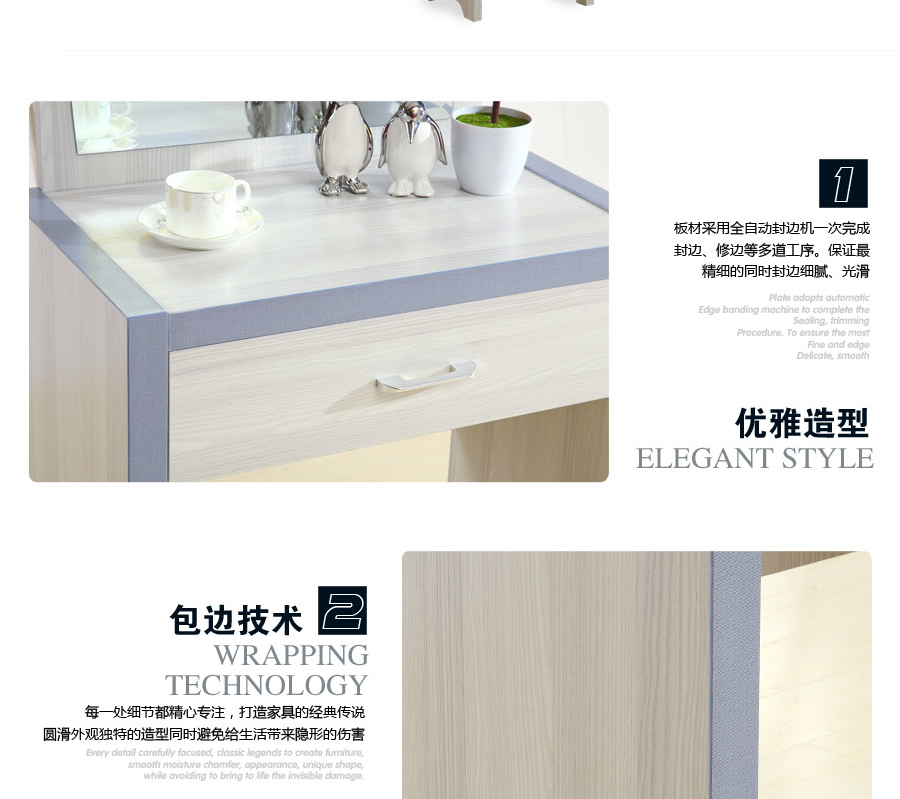 1
板材采用全自动封边机一次完成
封边、修边等多道工序。保证最
精细的同时封边细腻、光滑
Plate adopts automatic
Edge banding machine to complete the
Sealing, trimming
Procedure. To ensure the most
Fine and edge
Delicate, smooth
优雅造型
ELEGANT STYLE
包边技术 2
WRAPPING
TECHNOLOGY
每一处细节都精心专注，打造家具的经典传说
圆滑外观独特的造型同时避免给生活带来隐形的伤害
Every detail carefully focused, classic legends to create furniture,
smooth moisture chamfer, appearance, unique shape,
while avoiding to bring to life the invisible damage.